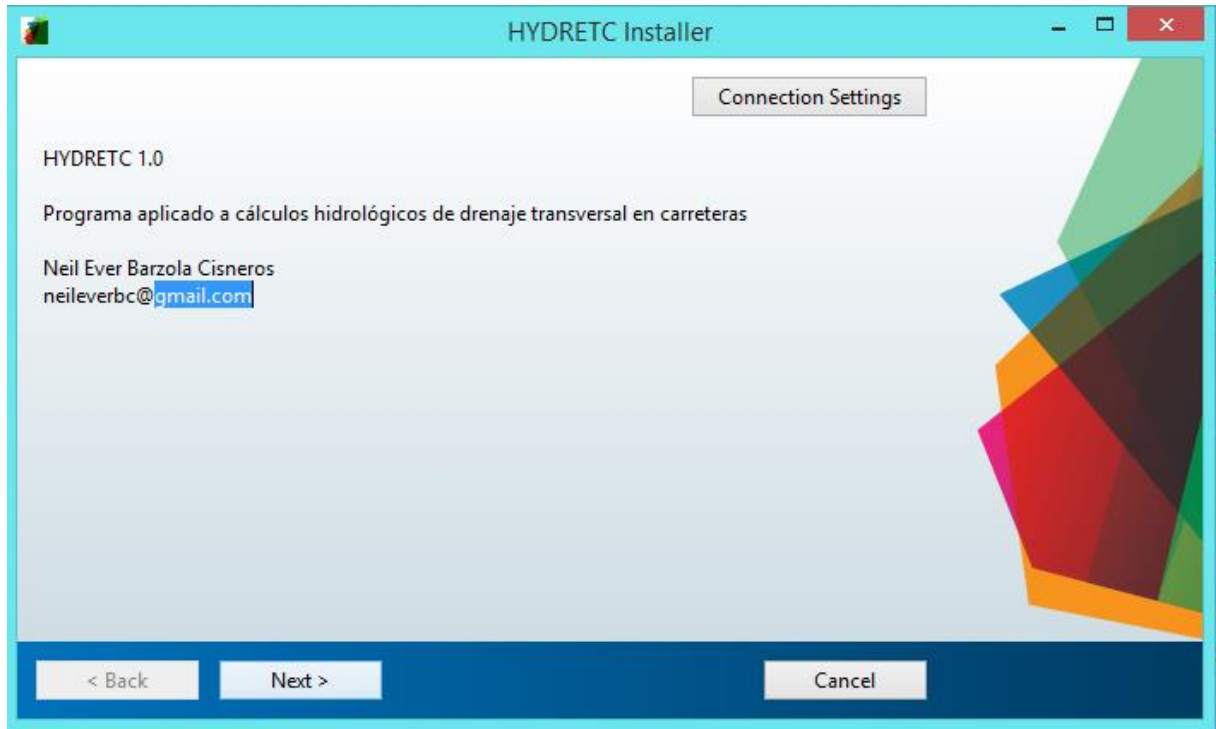 HYDRETC Installer
Connection Settings
HYDRETC 1.0
Programa aplicado a cálculos hidrológicos de drenaje transversal en carreteras
Neil Ever Barzola Cisneros
neileverbc@gmail.com
< Back
Next >
Cancel